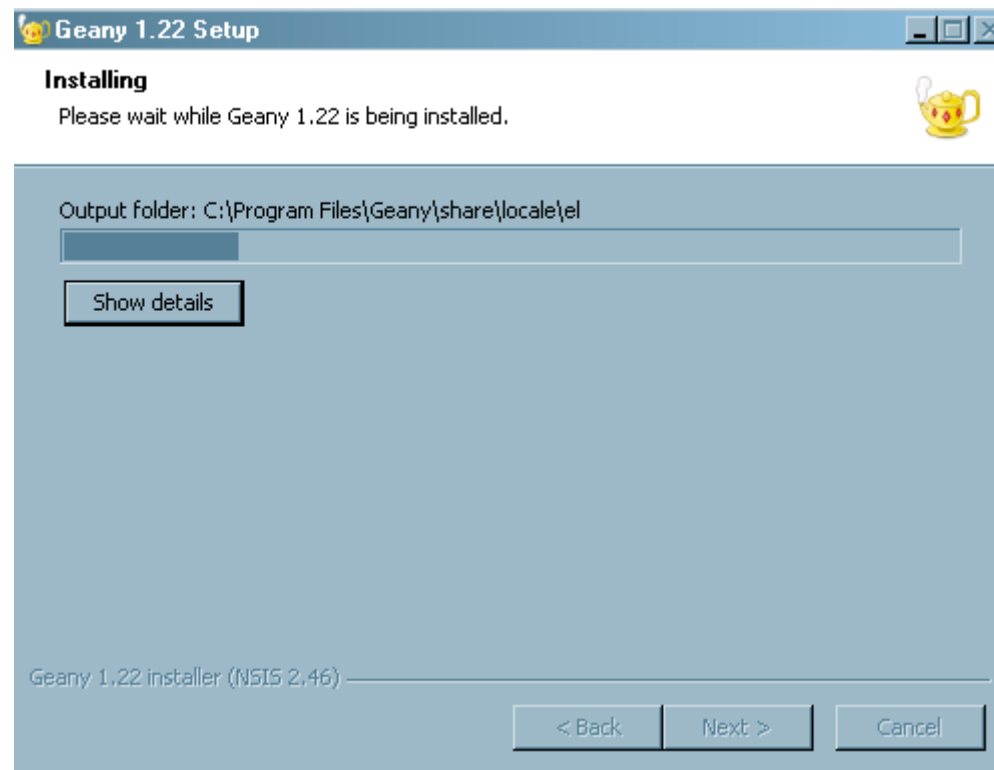 Geany 1.22 Setup
Installing
Please wait while Geany 1.22 is being installed.
Output folder: C:\Program Files\Geany\share\locale\el
Show details
Geany 1.22 installer (NSIS 2.46)
< Back
Next >
Cancel